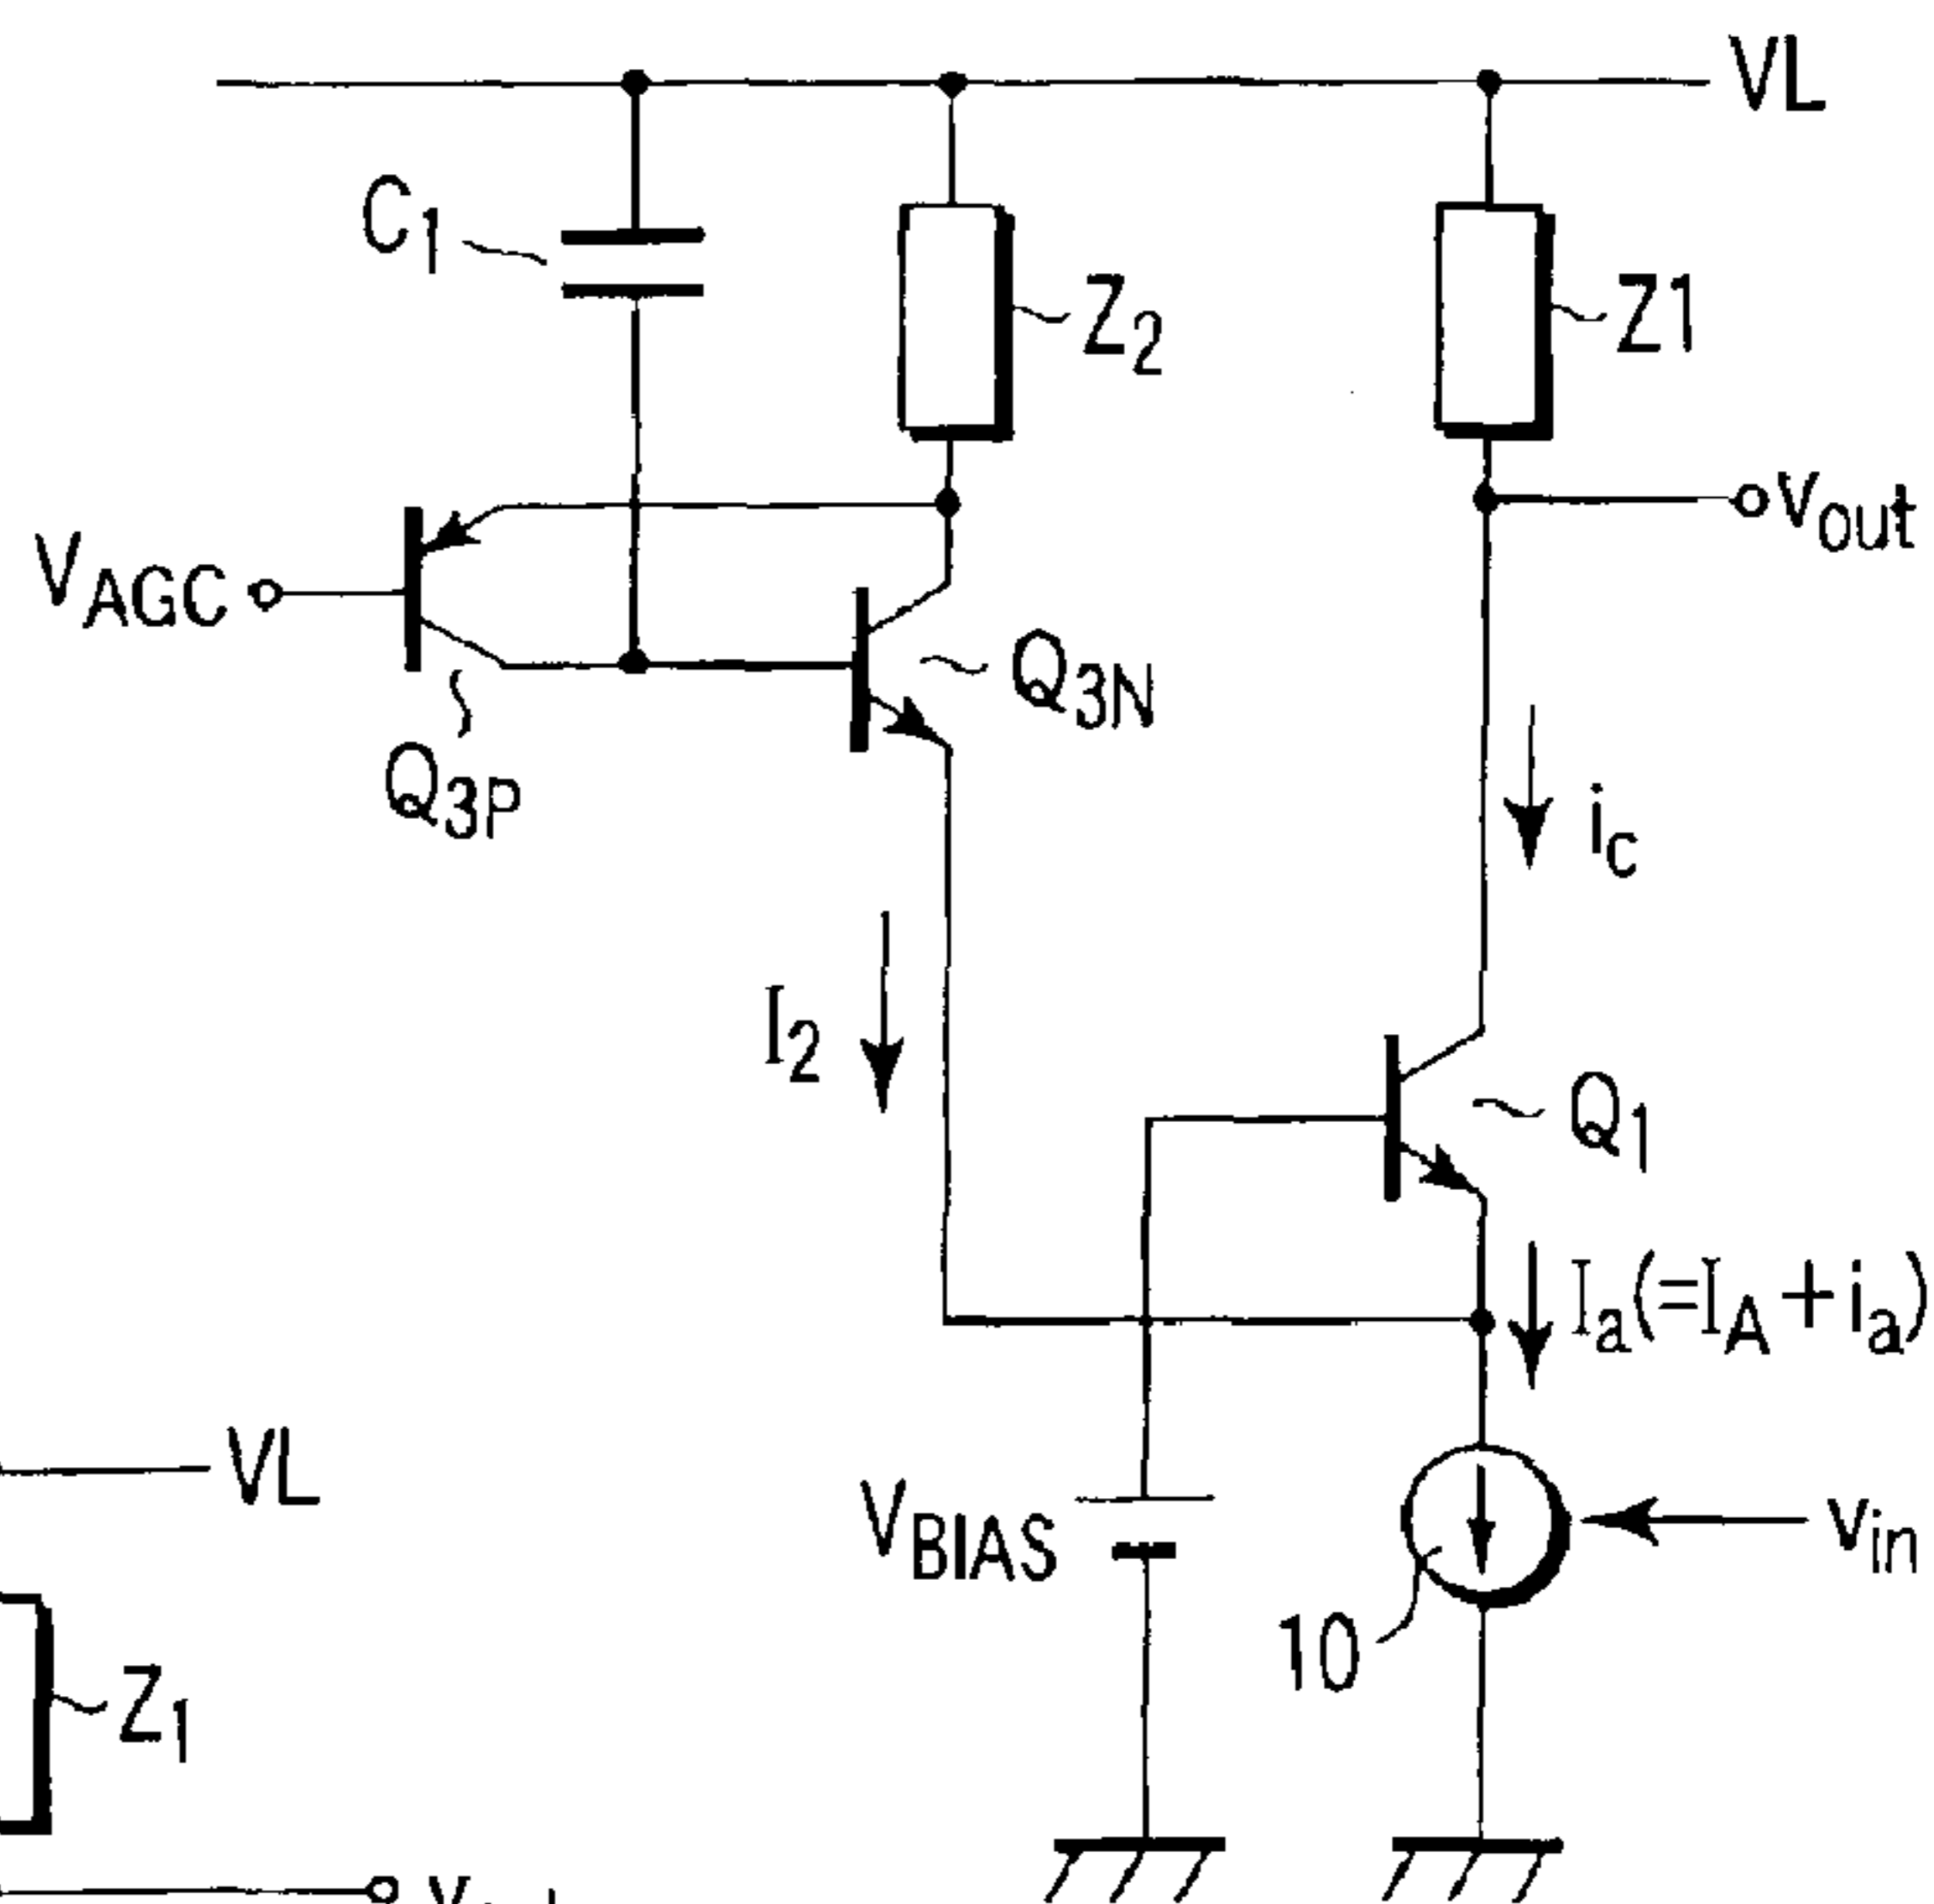 VL
C1
Z2
Z1
vout
VAGC
Q3N
Q3P
ic
I2
Q1
Ia(=IA+ia)
VL
VBIAS
vin
10
Z1